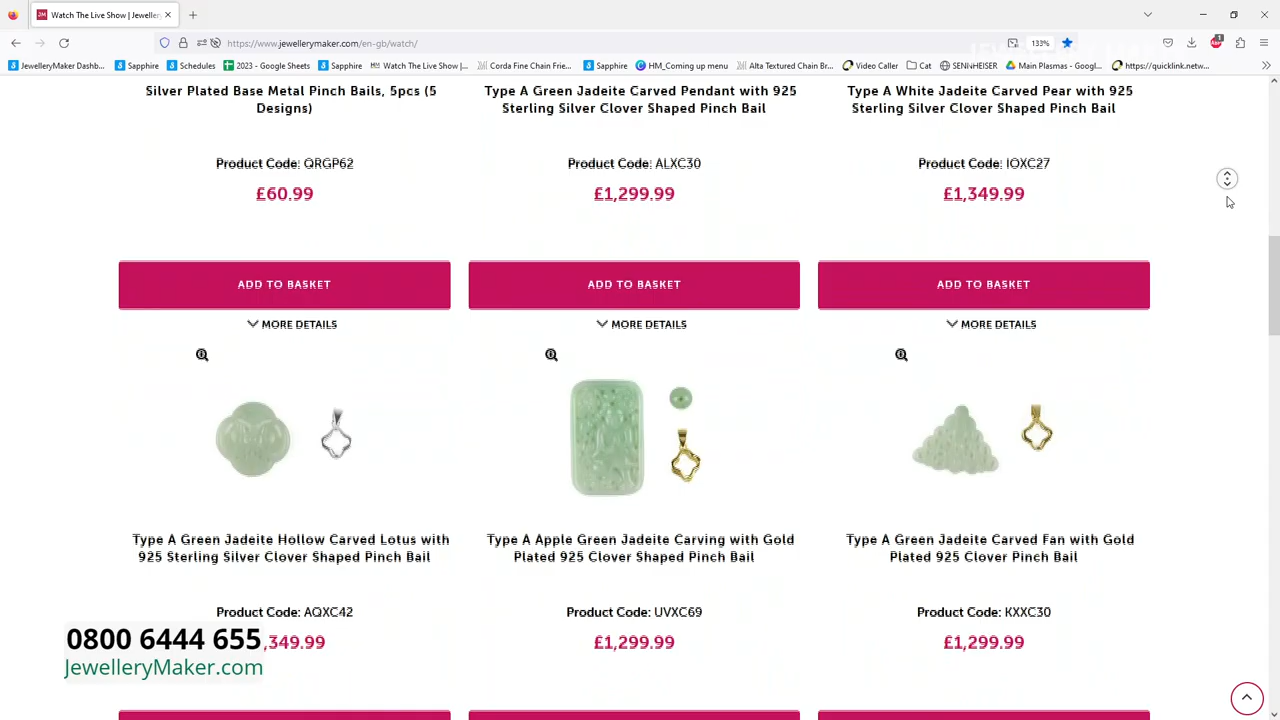 Watch The Live Show | Jeweller
https://www.jewellerymaker.com/en-gb/watch/
133%
JewelleryMaker Dashb...
Sapphire
Schedules
2023 - Google Sheets
Sapphire
Watch The Live Show |...
Corda Fine Chain Frie...
Sapphire
HM_Coming up menu
Alta Textured Chain Br...
Video Caller
Cat
SENNHEISER
Main Plasmas - Googl...
https://quicklink.netw...
Silver Plated Base Metal Pinch Bails, 5pcs (5
Designs)
Product Code: QRGP62
£60.99
ADD TO BASKET
MORE DETAILS
Type A Green Jadeite Carved Pendant with 925
Sterling Silver Clover Shaped Pinch Bail
Product Code: ALXC30
£1,299.99
ADD TO BASKET
MORE DETAILS
Type A White Jadeite Carved Pear with 925
Sterling Silver Clover Shaped Pinch Bail
Product Code: IOXC27
£1,349.99
ADD TO BASKET
MORE DETAILS
Type A Green Jadeite Hollow Carved Lotus with
925 Sterling Silver Clover Shaped Pinch Bail
Product Code: AQXC42
,349.99
Type A Apple Green Jadeite Carving with Gold
Plated 925 Clover Shaped Pinch Bail
Product Code: UVXC69
£1,299.99
Type A Green Jadeite Carved Fan with Gold
Plated 925 Clover Pinch Bail
Product Code: KXXC30
£1,299.99
0800 6444 655
JewelleryMaker.com